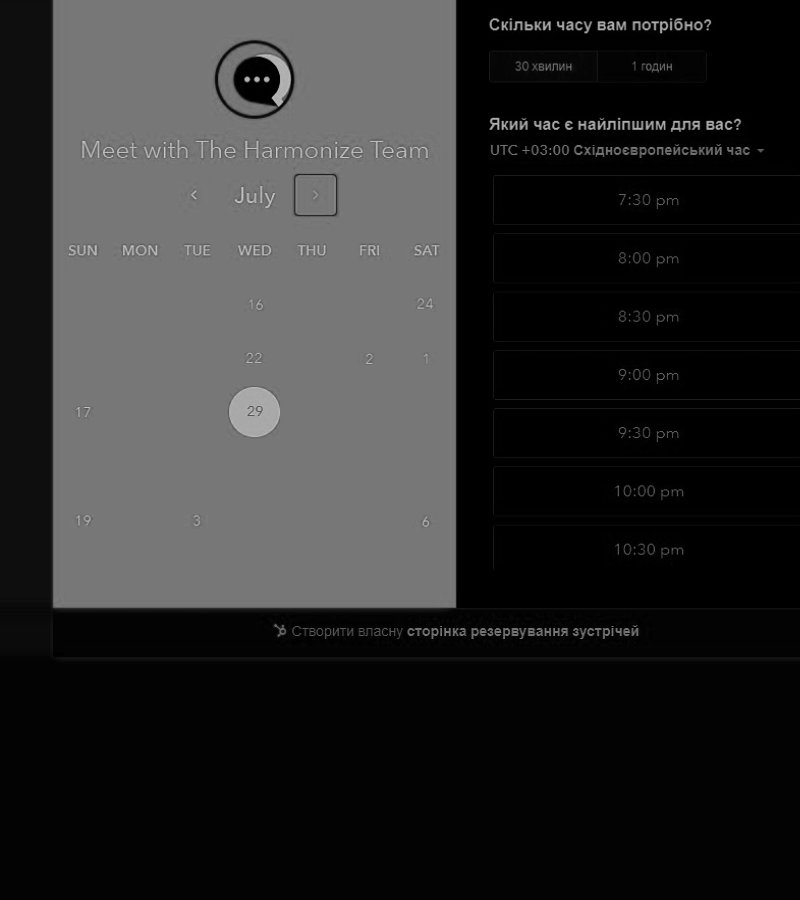 Meet with The Harmonize Team
July
SUN MON TUE WED THU FRI SAT
16 24
22 2 1
17 29
19 3 6
Скільки часу вам потрібно?
30 хвилин 1 годин
Який час є найліпшим для вас?
UTC +03:00 Східноєвропейський час
7:30 pm
8:00 pm
8:30 pm
9:00 pm
9:30 pm
10:00 pm
10:30 pm
Створити власну сторінка резервування зустрічей